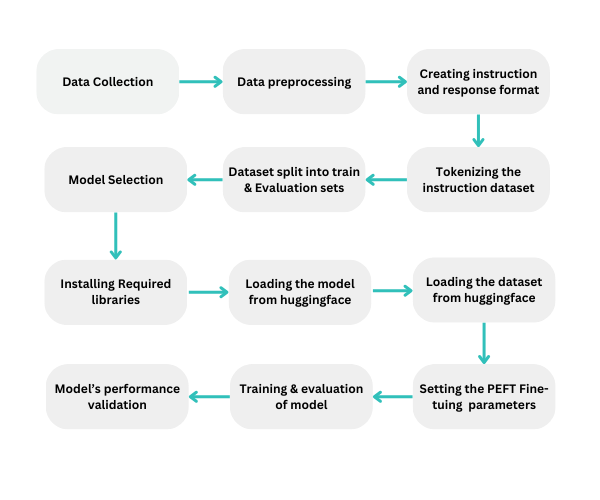 Data Collection
Data preprocessing
Creating instruction
and response format
Tokenizing the
instruction dataset
Dataset split into train
& Evaluation sets
Model Selection
Installing Required
libraries
Loading the model
from huggingface
Loading the dataset
from huggingface
Setting the PEFT Fine-
tuing parameters
Training & evaluation
of model
Model's performance
validation